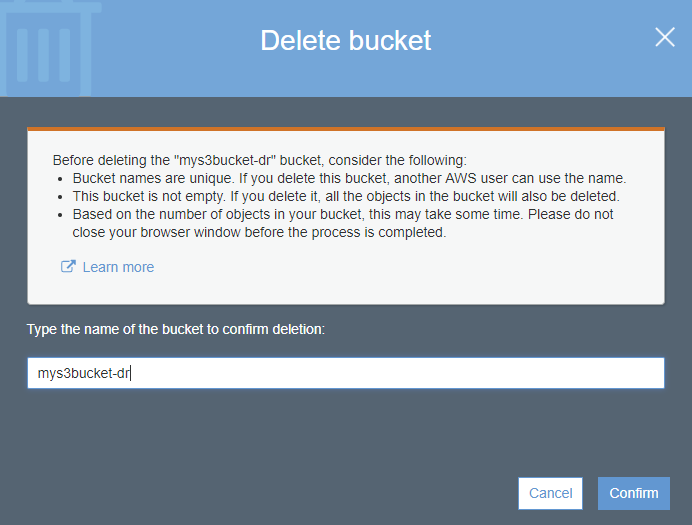 Delete bucket
Before deleting the "mys3bucket-dr" bucket, consider the following:
• Bucket names are unique. If you delete this bucket, another AWS user can use the name.
• This bucket is not empty. If you delete it, all the objects in the bucket will also be deleted.
• Based on the number of objects in your bucket, this may take some time. Please do not
close your browser window before the process is completed.
Learn more
Type the name of the bucket to confirm deletion:
mys3bucket-dr
Cancel Confirm